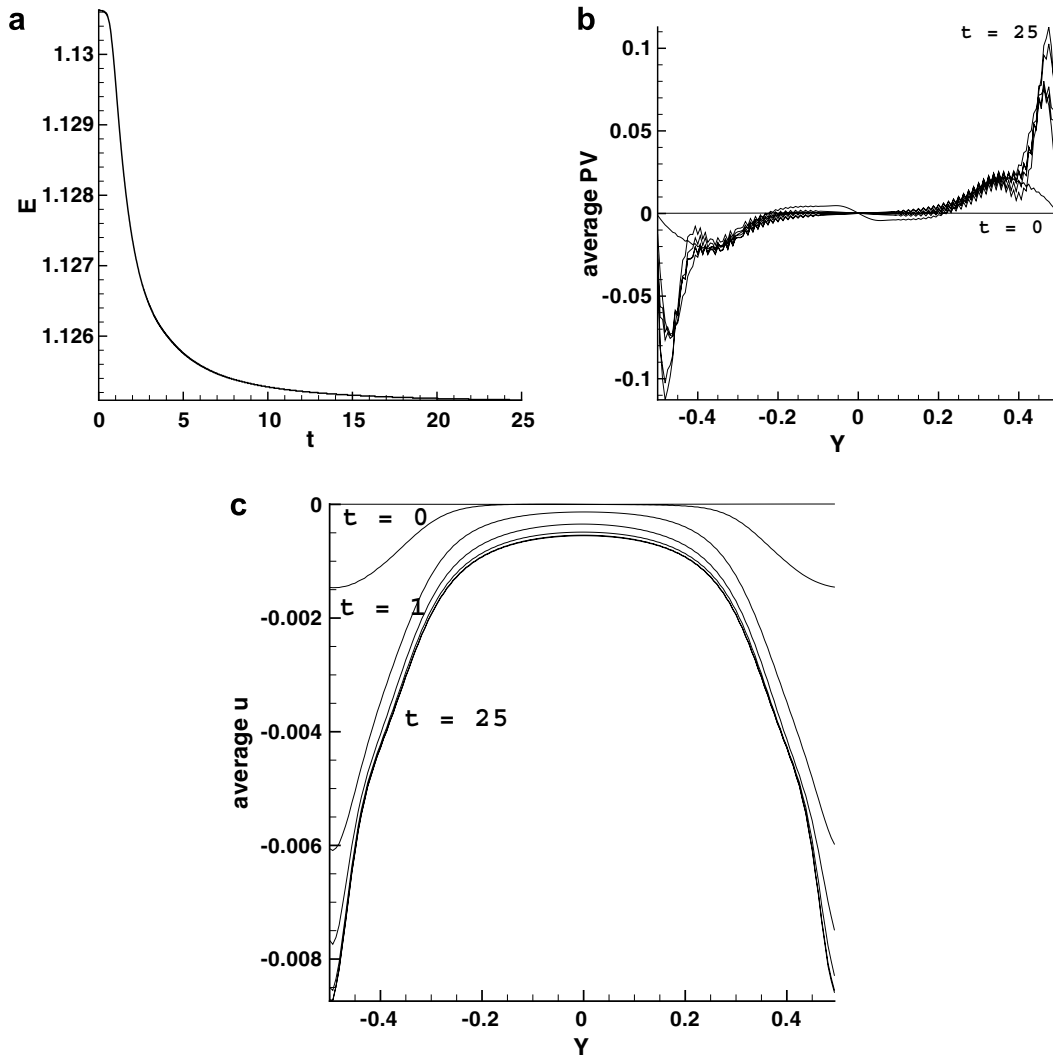 a
1.13
1.129
1.128
1.127
1.126
E
0 5 10 15 20 25
t
b
t = 25
0.1
0.05
0
-0.05
-0.1
average PV
t = 0
-0.4 -0.2 0 0.2 0.4
Y
c
0
-0.002
-0.004
-0.006
-0.008
average u
t = 0
t = 1
t = 25
-0.4 -0.2 0 0.2 0.4
Y